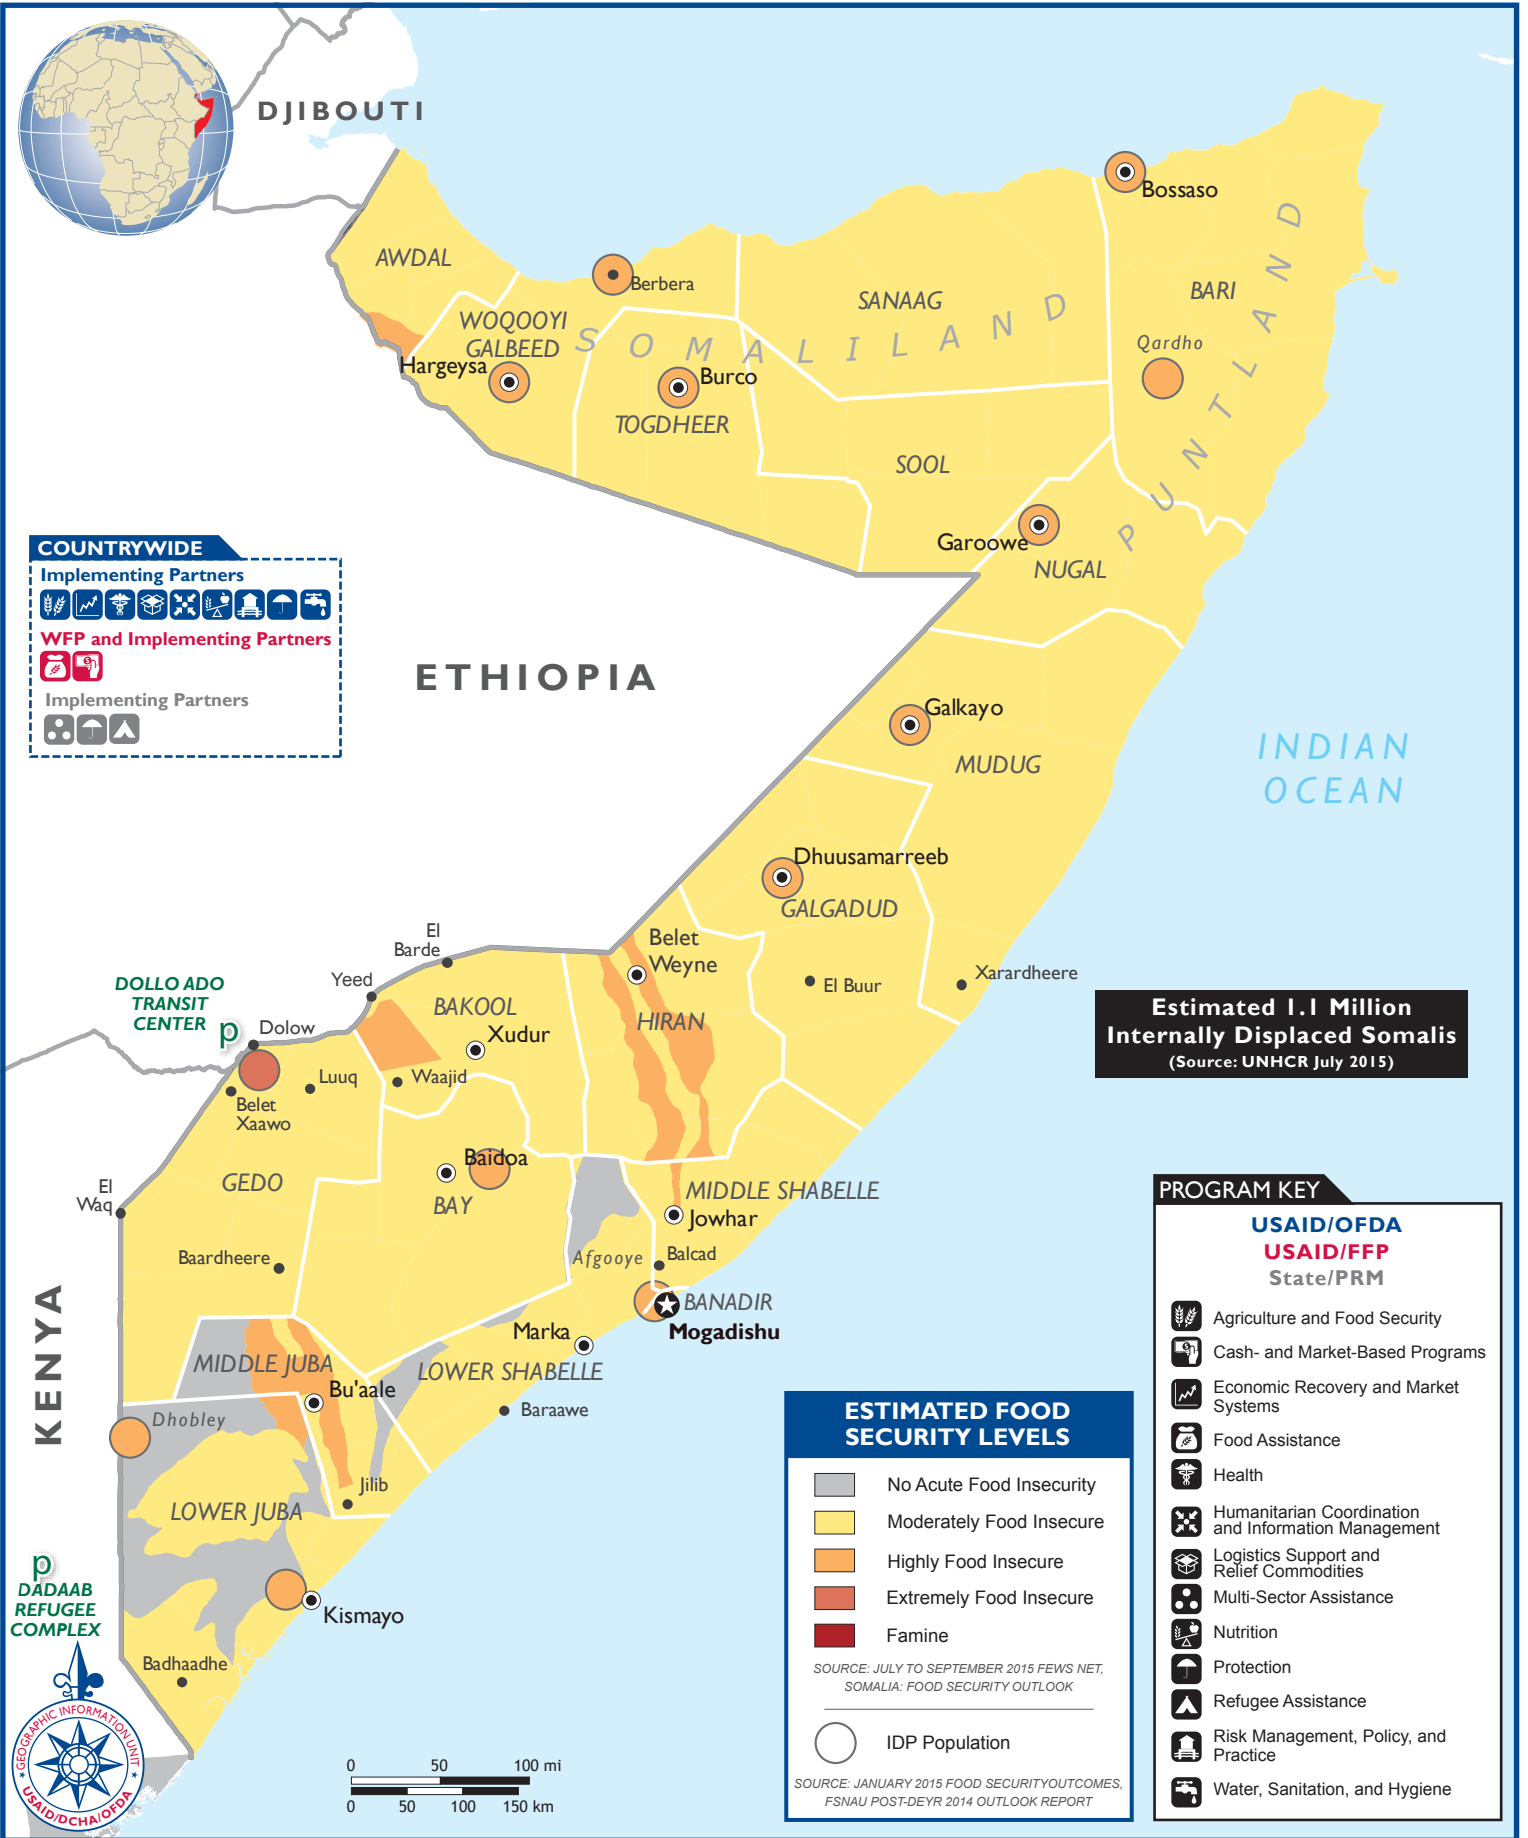 DJIBOUTI
Bossaso
AWDAL
Berbera
SANAAG
BARI
WOQOOYI
GALBEED
SOMALILAND
PUNTLAND
Qardho
Hargeysa
Burco
TOGDHEER
SOOL
Garoowe
NUGAL
COUNTRYWIDE
Implementing Partners
WFP and Implementing Partners
Implementing Partners
ETHIOPIA
Galkayo
MUDUG
INDIAN
OCEAN
Dhuusamarreeb
GALGADUD
El
Barde
Belet
Weyne
Yeed
El Buur
Xarardheere
DOLLO ADO
TRANSIT
CENTER
p
Dolow
BAKOOL
Xudur
HIRAN
Estimated 1.1 Million
Internally Displaced Somalis
(Source: UNHCR July 2015)
Luuq
Waajid
Belet
Xaawo
Baidoa
GEDO
BAY
El
Waq
MIDDLE SHABELLE
Jowhar
Baardheere
Afgooye
Balcad
BANADIR
Mogadishu
KENYA
Marka
MIDDLE JUBA
LOWER SHABELLE
Bu'aale
Baraawe
Dhobley
Jilib
LOWER JUBA
p
DADAAB
REFUGEE
COMPLEX
Kismayo
Badhaadhe
GEOGRAPHIC INFORMATION UNIT
USAID/DCHA/OFDA
0 50 100 mi
0 50 100 150 km
ESTIMATED FOOD
SECURITY LEVELS
No Acute Food Insecurity
Moderately Food Insecure
Highly Food Insecure
Extremely Food Insecure
Famine
SOURCE: JULY TO SEPTEMBER 2015 FEWS NET,
SOMALIA: FOOD SECURITY OUTLOOK
IDP Population
SOURCE: JANUARY 2015 FOOD SECURITYOUTCOMES,
FSNAU POST-DEYR 2014 OUTLOOK REPORT
PROGRAM KEY
USAID/OFDA
USAID/FFP
State/PRM
Agriculture and Food Security
Cash- and Market-Based Programs
Economic Recovery and Market
Systems
Food Assistance
Health
Humanitarian Coordination
and Information Management
Logistics Support and
Relief Commodities
Multi-Sector Assistance
Nutrition
Protection
Refugee Assistance
Risk Management, Policy, and
Practice
Water, Sanitation, and Hygiene